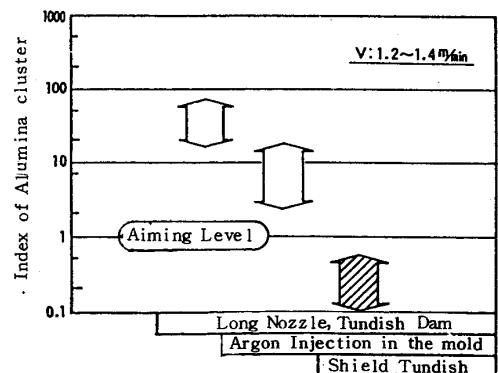 1000
V:1.2~1.4 m/min
100
10
Aiming Level
1
0.1
Index of Alumina cluster
Long Nozzle, Tundish Dam
Argon Injection in the mold
Shield Tundish